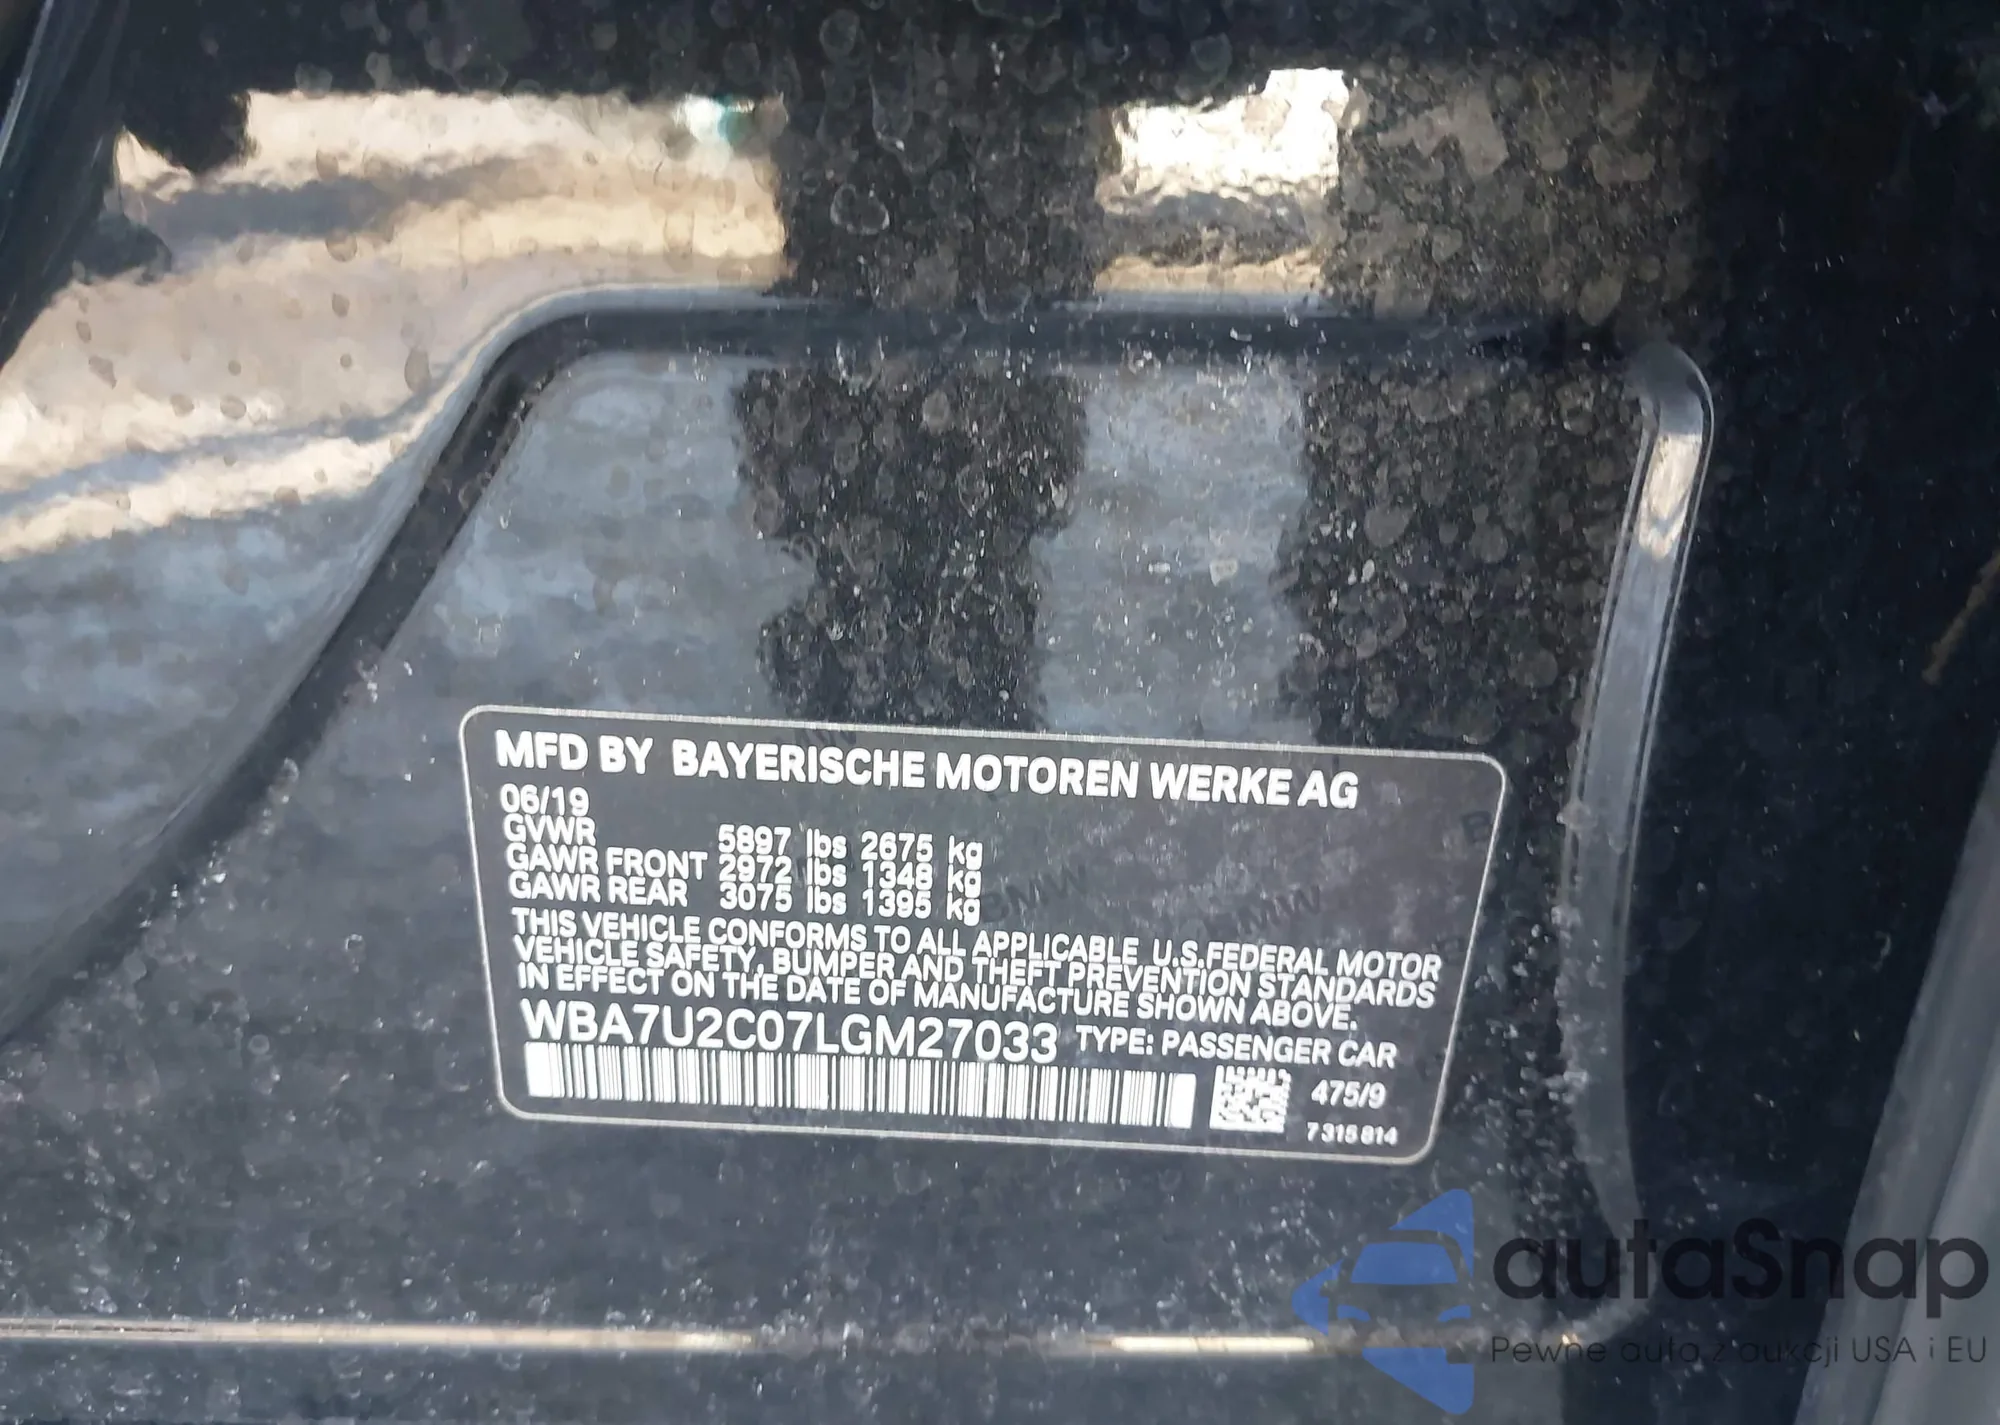 MFD BY BAYERISCHE MOTOREN WERKE AG
06/19
GVWR 5897 lbs 2675 kg
GAWR FRONT 2972 lbs 1348 kg
GAWR REAR 3075 lbs 1395 kg
THIS VEHICLE CONFORMS TO ALL APPLICABLE U.S.FEDERAL MOTOR
VEHICLE SAFETY, BUMPER AND THEFT PREVENTION STANDARDS
IN EFFECT ON THE DATE OF MANUFACTURE SHOWN ABOVE.
WBA7U2C07LGM27033 TYPE: PASSENGER CAR
475/9
7 315 814
autaSnap
Pewne auto z aukcji USA i EU